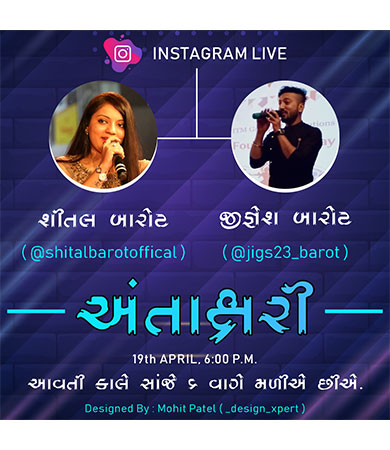 INSTAGRAM LIVE
શીતલ બારોટ
(@shitalbarotoffical)
જીજ્ઞેશ બારોટ
(@jigs23_barot)
અંતાક્ષરી
19th APRIL, 6:00 P.M.
આવતી કાલે સાંજે ૬ વાગે મળીએ છીએ.
Designed By : Mohit Patel ( _design_xpert )